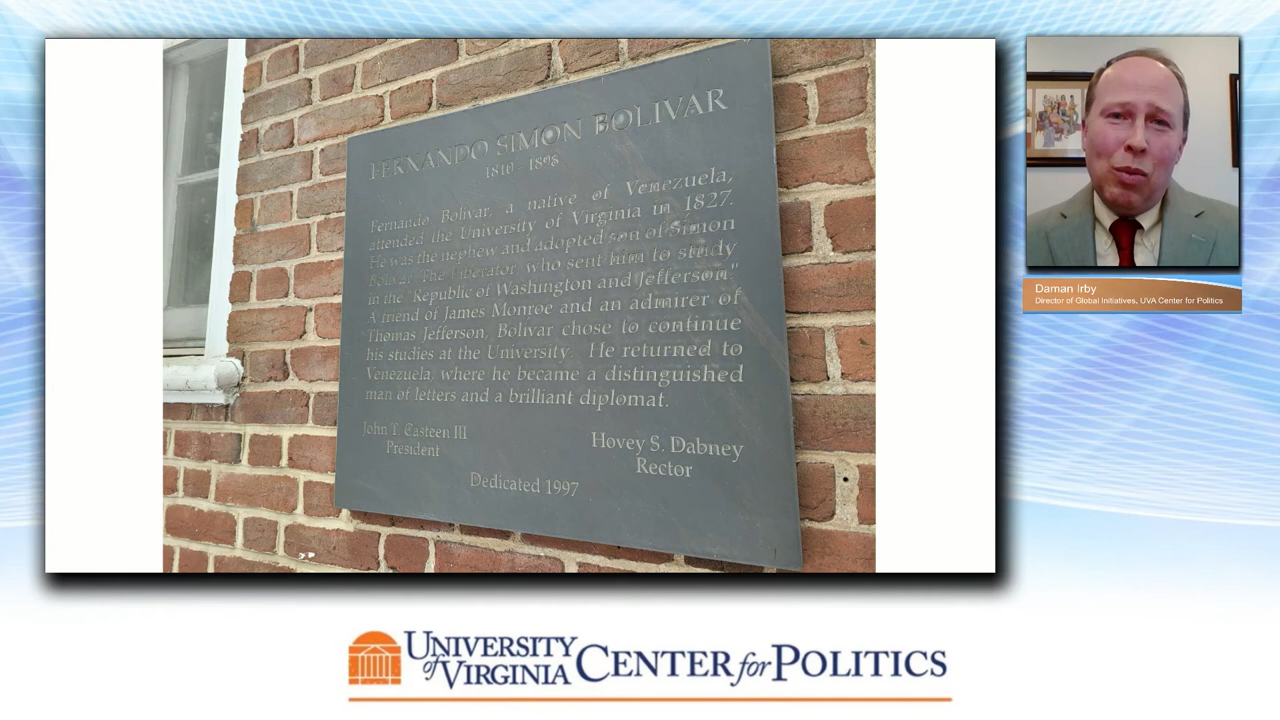 FERNANDO SIMON BOLIVAR
1810 - 1898
Fernando Bolivar, a native of Venezuela,
attended the University of Virginia in 1827.
He was the nephew and adopted son of Simon
Bolivar "The Liberator" who sent him to study
in the "Republic of Washington and Jefferson."
A friend of James Monroe and an admirer of
Thomas Jefferson, Bolivar chose to continue
his studies at the University. He returned to
Venezuela, where he became a distinguished
man of letters and a brilliant diplomat.
John T. Casteen III
President
Hovey S. Dabney
Rector
Dedicated 1997
Daman Irby
Director of Global Initiatives, UVA Center for Politics
UNIVERSITY of VIRGINIA CENTER for POLITICS